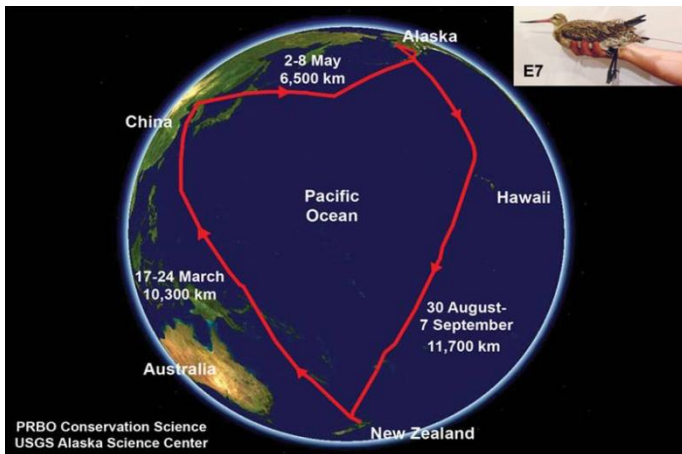 Alaska
E7
2-8 May
6,500 km
China
Hawaii
Pacific
Ocean
17-24 March
10,300 km
30 August-
7 September
11,700 km
Australia
New Zealand
PRBO Conservation Science
USGS Alaska Science Center